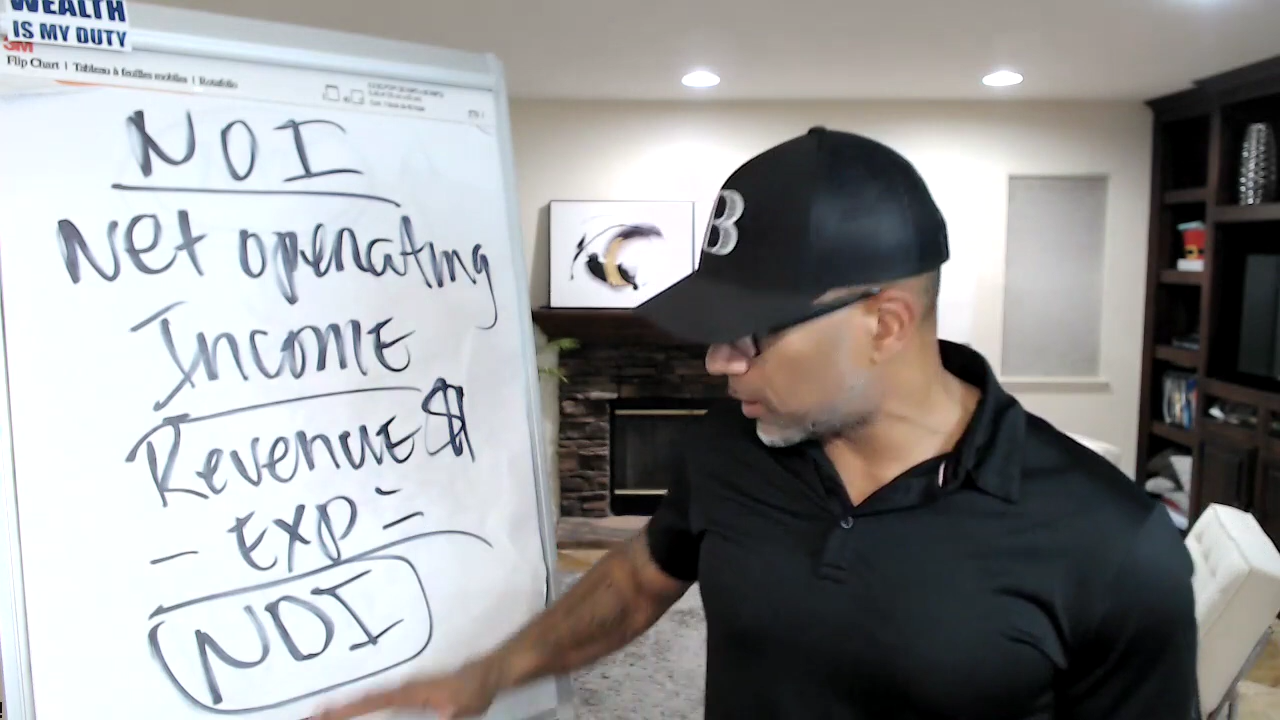 WEALTH
IS MY DUTY
3M
Flip Chart | Tableau à feuilles mobiles | Rotafolio
NOI
Net operating
Income
Revenue $
- Exp =
NOI
B